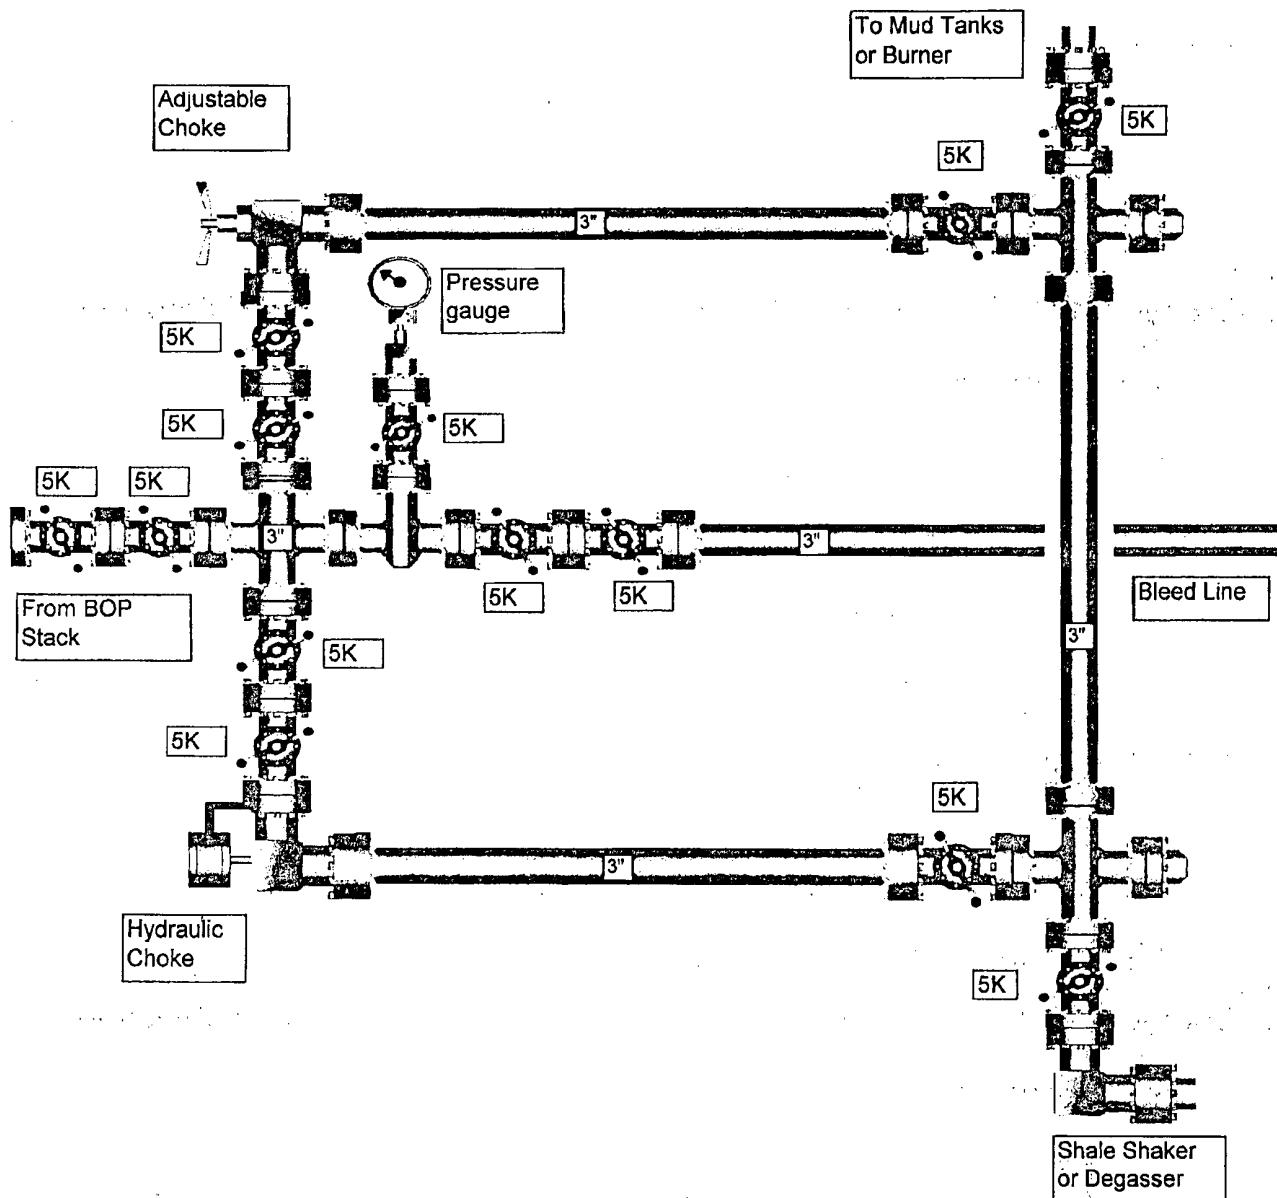 To Mud Tanks
or Burner
Adjustable
Choke
5K
5K
3"
Pressure
gauge
5K
5K
5K
5K
5K
3"
3"
5K
5K
From BOP
Stack
Bleed Line
5K
3"
5K
5K
3"
Hydraulic
Choke
5K
Shale Shaker
or Degasser